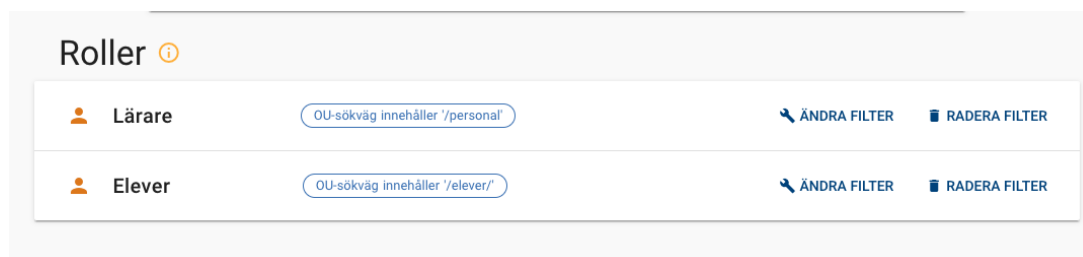 Roller
Lärare OU-sökväg innehåller '/personal' ÄNDRA FILTER RADERA FILTER
Elever OU-sökväg innehåller '/elever/' ÄNDRA FILTER RADERA FILTER